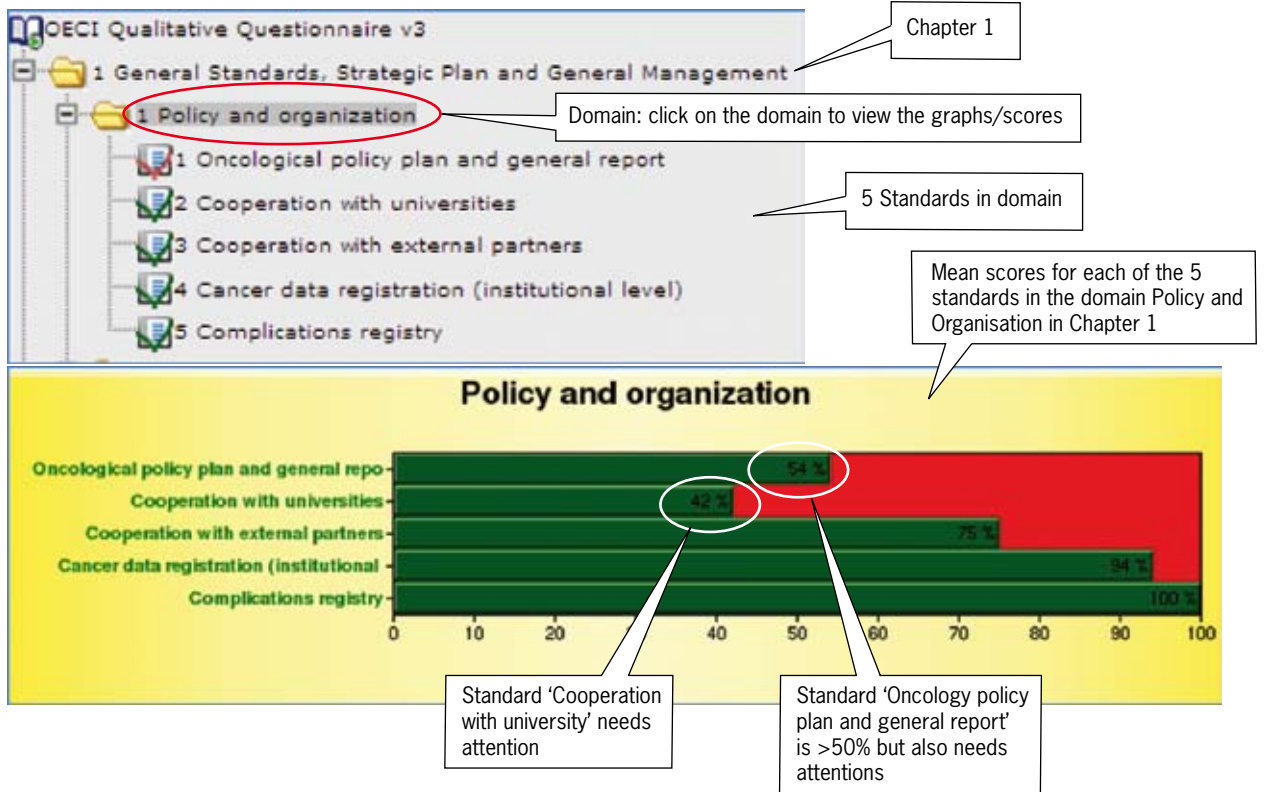 OECI Qualitative Questionnaire v3
Chapter 1
1 General Standards, Strategic Plan and General Management
1 Policy and organization
Domain: click on the domain to view the graphs/scores
1 Oncological policy plan and general report
2 Cooperation with universities
5 Standards in domain
3 Cooperation with external partners
4 Cancer data registration (institutional level)
5 Complications registry
Mean scores for each of the 5
standards in the domain Policy and
Organisation in Chapter 1
Policy and organization
Oncological policy plan and general repo
54 %
Cooperation with universities
42 %
Cooperation with external partners
75 %
Cancer data registration (institutional
94 %
Complications registry
100 %
0 10 20 40 50 60 70 80 90 100
Standard ‘Cooperation
with university’ needs
attention
Standard ‘Oncology policy
plan and general report’
is >50% but also needs
attentions